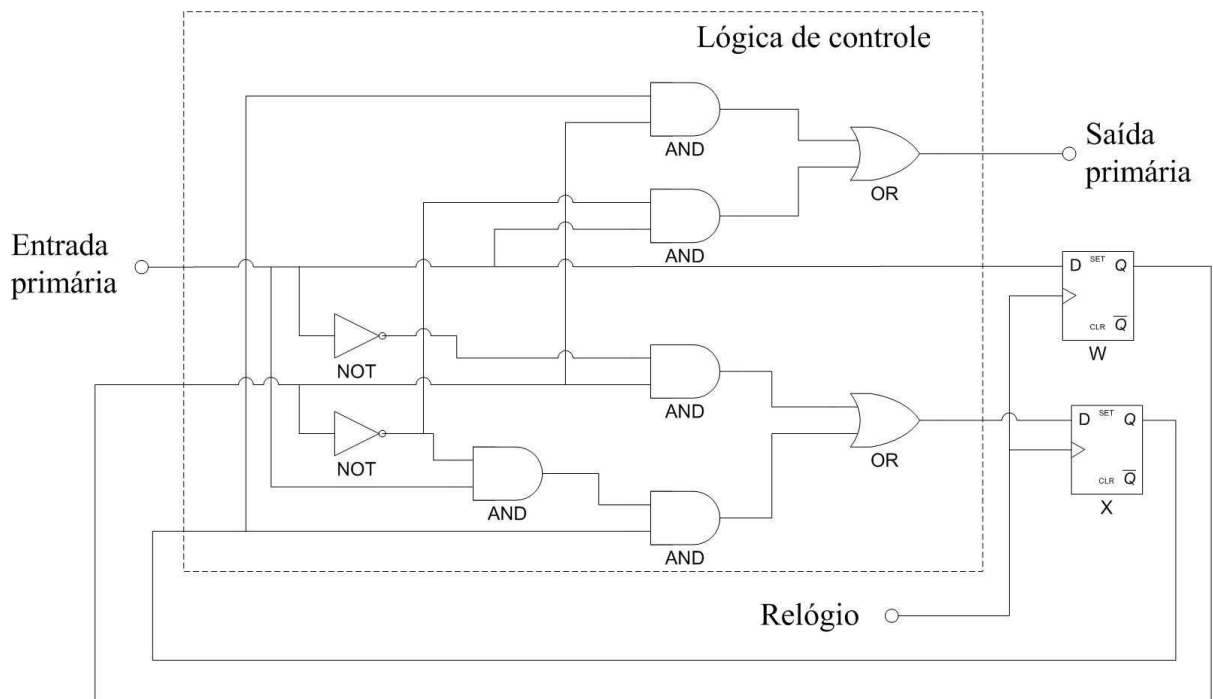 Lógica de controle
AND
Saída
primária
OR
AND
Entrada
primária
D SET Q
CLR Q̅
W
NOT
AND
D SET Q
CLR Q̅
X
NOT
OR
AND
AND
Relógio